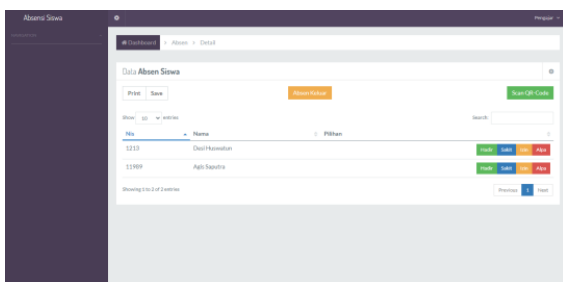 Absensi Siswa
Pengajar
Dashboard > Absen > Detail
Data Absen Siswa
Print Save
Absen Keluar
Scan QR-Code
Show 10 entries
Search:
Nis Nama Pilihan
1213 Desi Huswatun Hadir Sakit Izin Alpa
11989 Agis Saputra Hadir Sakit Izin Alpa
Showing 1 to 2 of 2 entries
Previous 1 Next